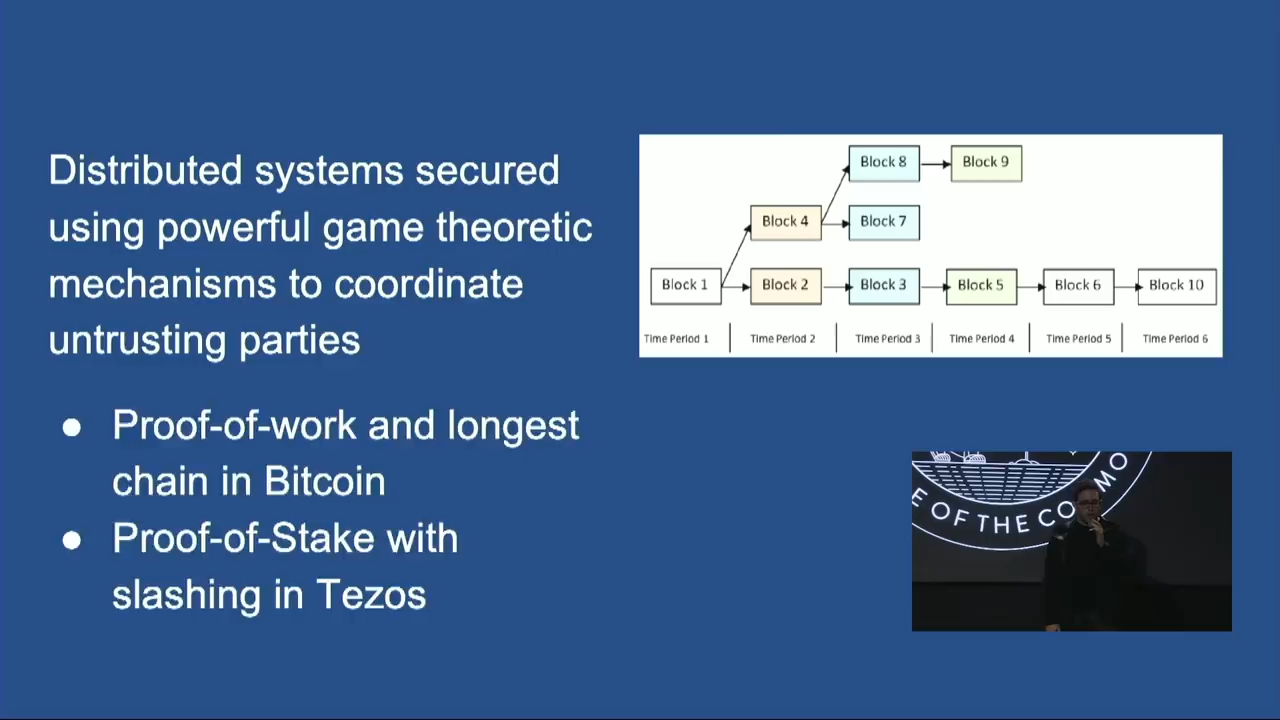 Distributed systems secured
using powerful game theoretic
mechanisms to coordinate
untrusting parties
● Proof-of-work and longest
chain in Bitcoin
● Proof-of-Stake with
slashing in Tezos
Block 8
Block 9
Block 4
Block 7
Block 1
Block 2
Block 3
Block 5
Block 6
Block 10
Time Period 1
Time Period 2
Time Period 3
Time Period 4
Time Period 5
Time Period 6
E OF THE CO MO